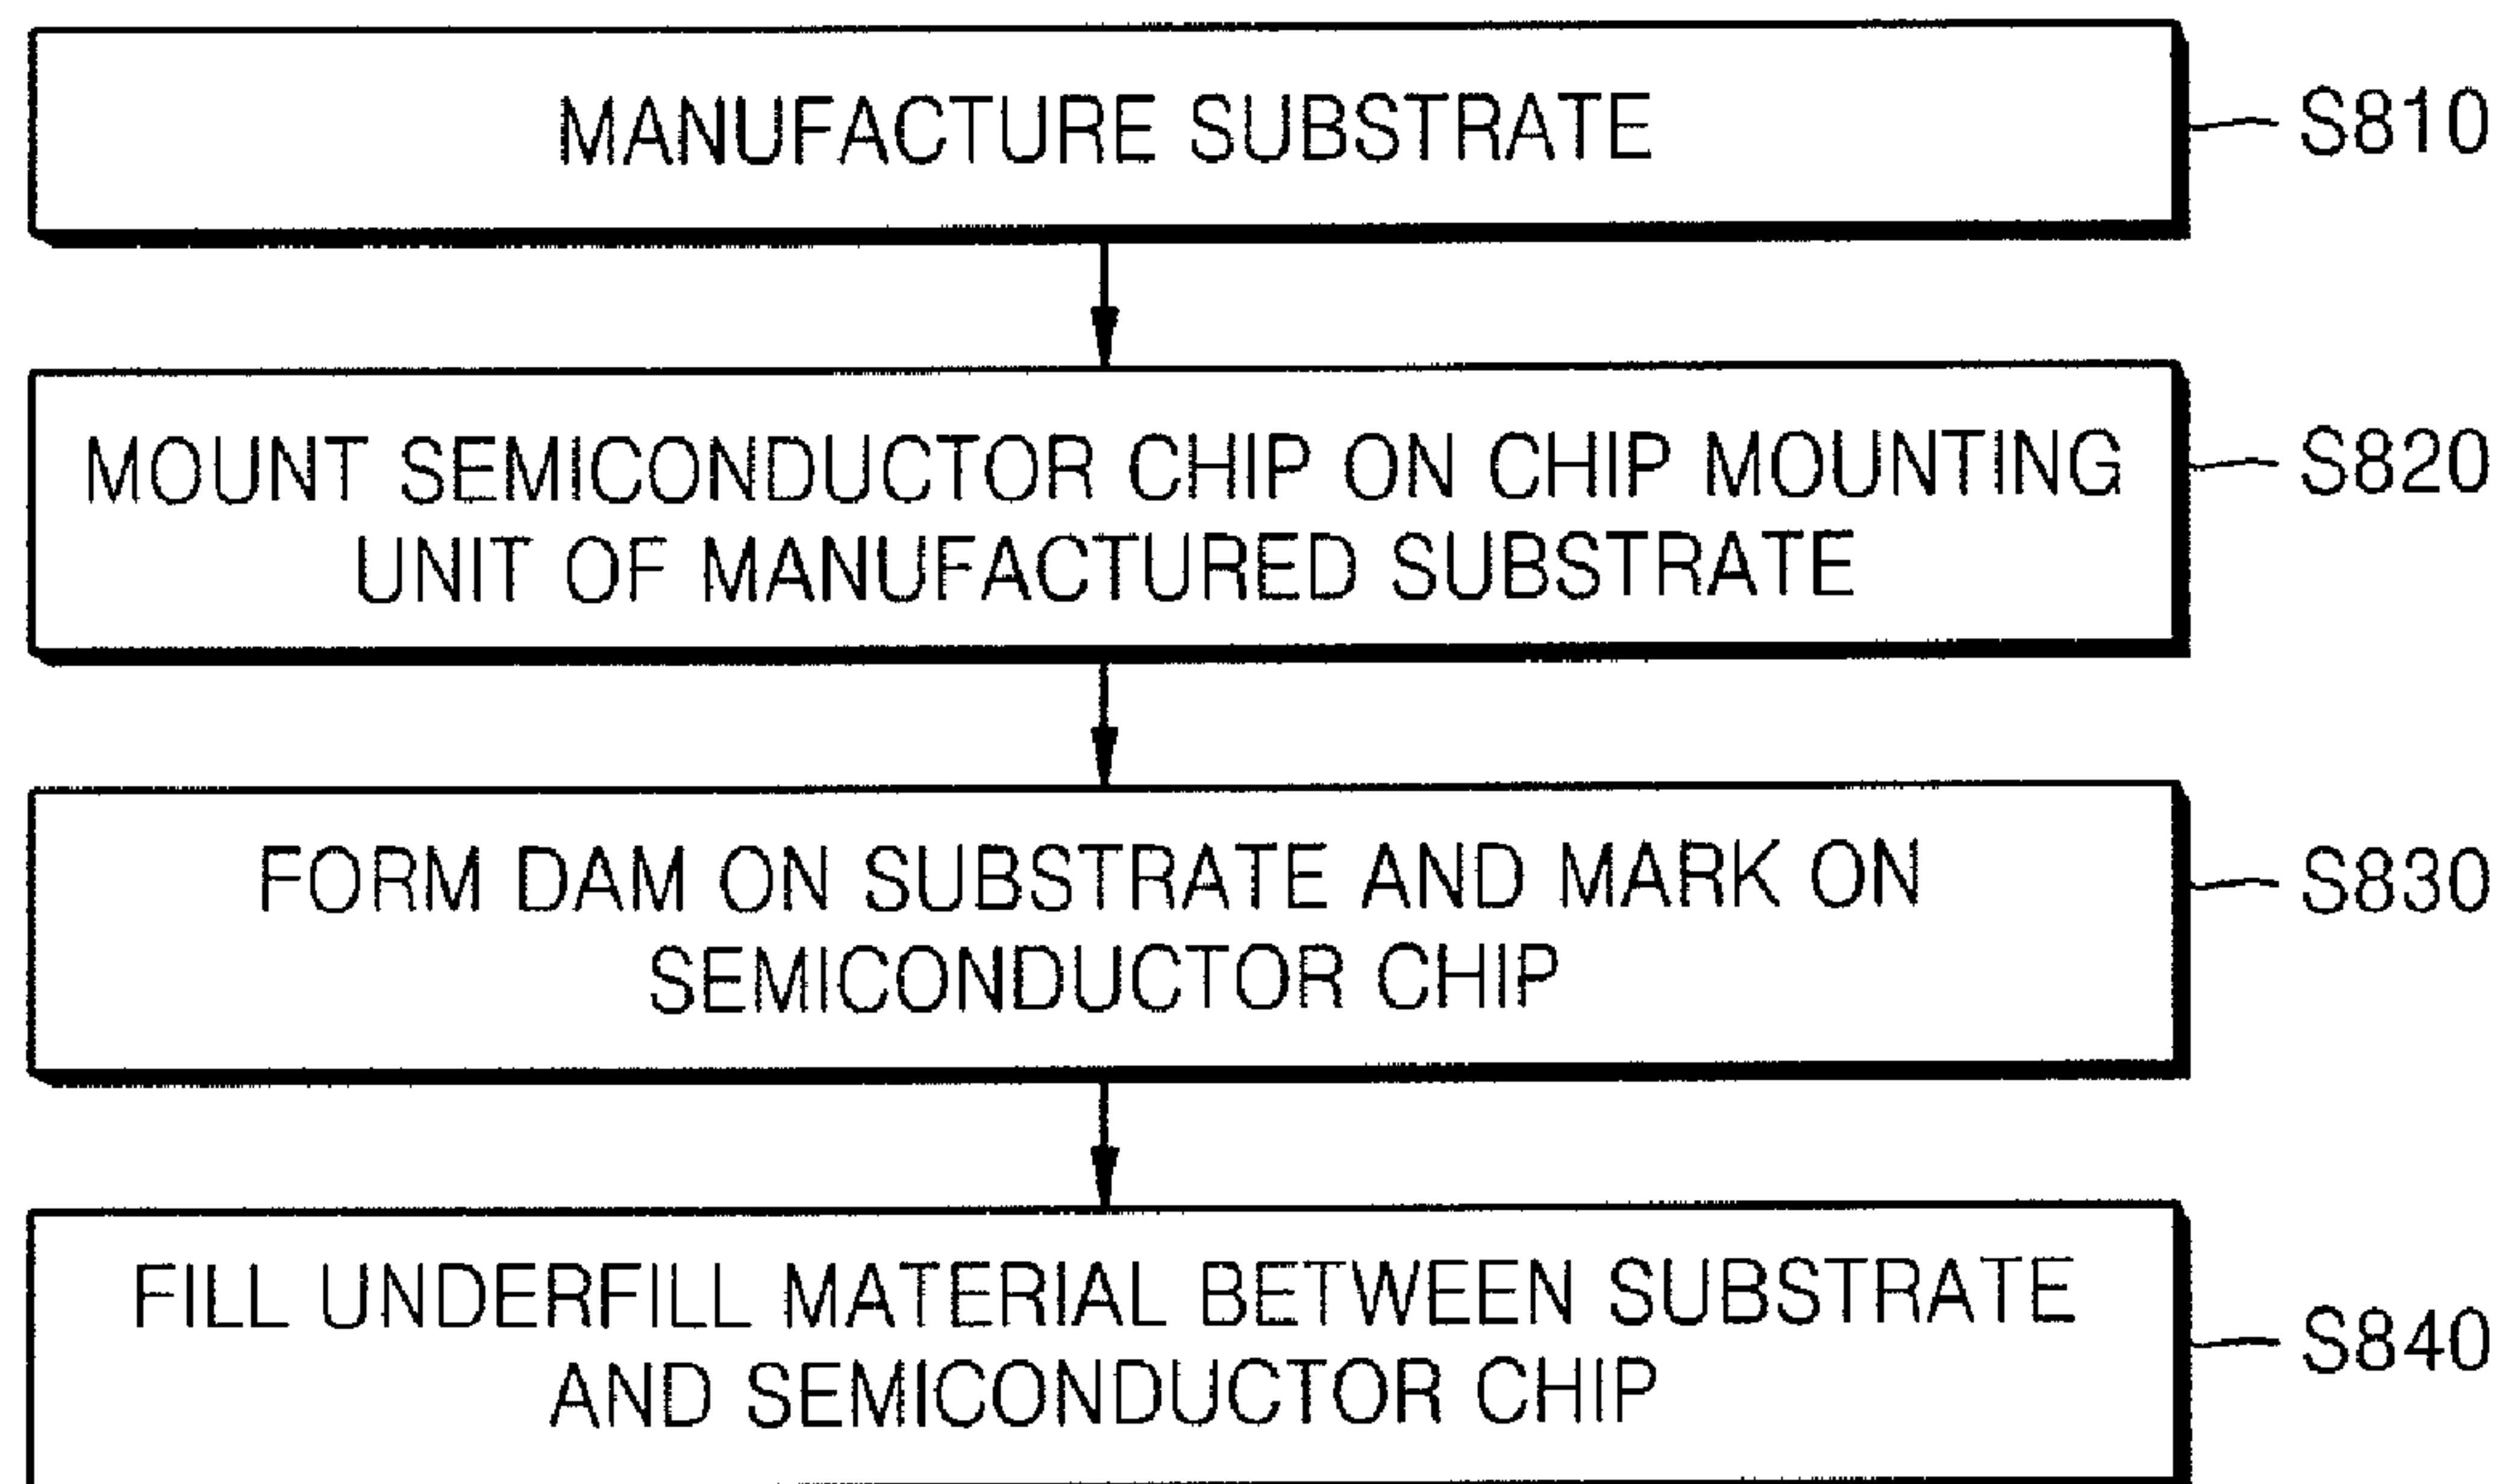 MANUFACTURE SUBSTRATE
S810
MOUNT SEMICONDUCTOR CHIP ON CHIP MOUNTING
UNIT OF MANUFACTURED SUBSTRATE
S820
FORM DAM ON SUBSTRATE AND MARK ON
SEMICONDUCTOR CHIP
S830
FILL UNDERFILL MATERIAL BETWEEN SUBSTRATE
AND SEMICONDUCTOR CHIP
S840